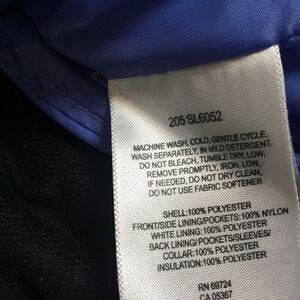 205 SL6052
MACHINE WASH, COLD, GENTLE CYCLE,
WASH SEPARATELY, IN MILD DETERGENT.
DO NOT BLEACH, TUMBLE DRY, LOW,
REMOVE PROMPTLY, IRON, LOW,
IF NEEDED, DO NOT DRY CLEAN,
DO NOT USE FABRIC SOFTENER
SHELL:100% POLYESTER
FRONT/SIDE LINING/POCKETS:100%NYLON
WHITE LINING:100% POLYESTER
BACK LINING/POCKETS/SLEEVES/
COLLAR:100% POLYESTER
INSULATION:100% POLYESTER
RN 69724
CA 05367